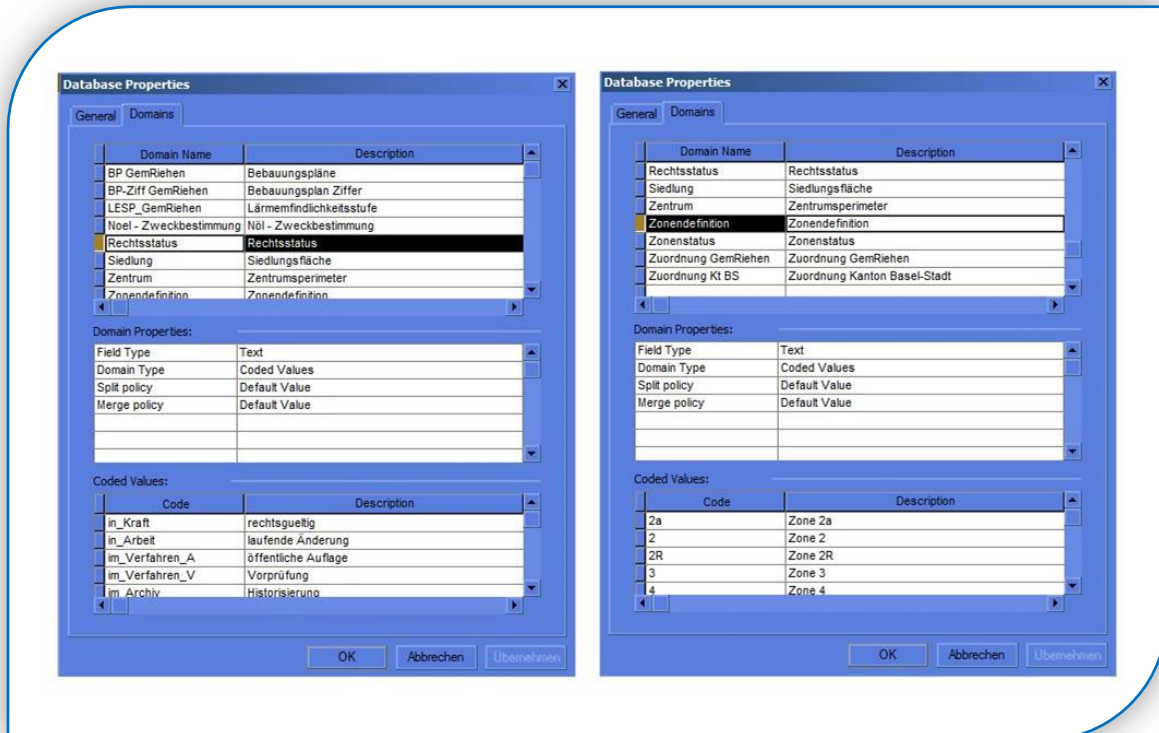 Database Properties
General Domains
Domain Name Description
BP GemRiehen Bebauungspläne
BP-Ziff GemRiehen Bebauungsplan Ziffer
LESP_GemRiehen Lärmemfindlichkeitsstufe
Noel - Zweckbestimmung Nöl - Zweckbestimmung
Rechtsstatus Rechtsstatus
Siedlung Siedlungsfläche
Zentrum Zentrumsperimeter
Zonendefinition Zonendefinition
Domain Properties:
Field Type Text
Domain Type Coded Values
Split policy Default Value
Merge policy Default Value
Coded Values:
Code Description
in_Kraft rechtsgueltig
in_Arbeit laufende Änderung
im_Verfahren_A öffentliche Auflage
im_Verfahren_V Vorprüfung
im_Archiv Historisierung
OK Abbrechen Übernehmen
Database Properties
General Domains
Domain Name Description
Rechtsstatus Rechtsstatus
Siedlung Siedlungsfläche
Zentrum Zentrumsperimeter
Zonendefinition Zonendefinition
Zonenstatus Zonenstatus
Zuordnung GemRiehen Zuordnung GemRiehen
Zuordnung Kt BS Zuordnung Kanton Basel-Stadt
Domain Properties:
Field Type Text
Domain Type Coded Values
Split policy Default Value
Merge policy Default Value
Coded Values:
Code Description
2a Zone 2a
2 Zone 2
2R Zone 2R
3 Zone 3
4 Zone 4
OK Abbrechen Übernehmen